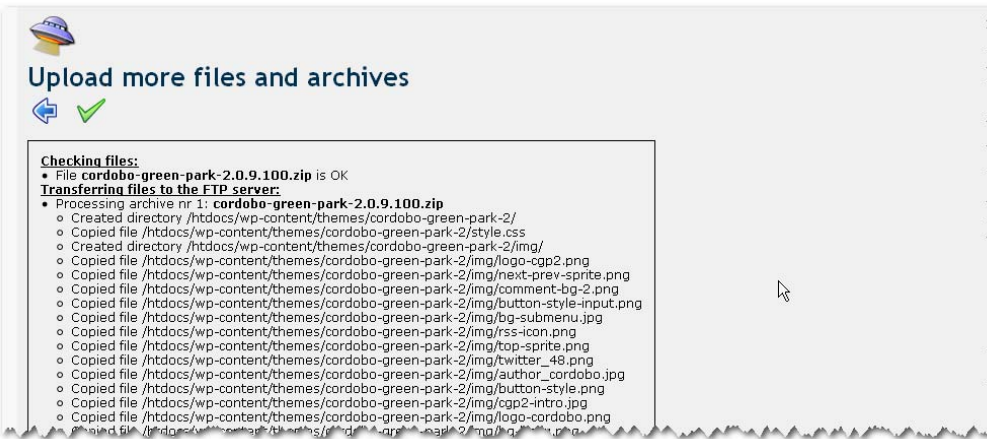 Upload more files and archives
Checking files:
• File cordobo-green-park-2.0.9.100.zip is OK
Transferring files to the FTP server:
• Processing archive nr 1: cordobo-green-park-2.0.9.100.zip
o Created directory /htdocs/wp-content/themes/cordobo-green-park-2/
o Copied file /htdocs/wp-content/themes/cordobo-green-park-2/style.css
o Created directory /htdocs/wp-content/themes/cordobo-green-park-2/img/
o Copied file /htdocs/wp-content/themes/cordobo-green-park-2/img/logo-cgp2.png
o Copied file /htdocs/wp-content/themes/cordobo-green-park-2/img/next-prev-sprite.png
o Copied file /htdocs/wp-content/themes/cordobo-green-park-2/img/comment-bg-2.png
o Copied file /htdocs/wp-content/themes/cordobo-green-park-2/img/button-style-input.png
o Copied file /htdocs/wp-content/themes/cordobo-green-park-2/img/bg-submenu.jpg
o Copied file /htdocs/wp-content/themes/cordobo-green-park-2/img/rss-icon.png
o Copied file /htdocs/wp-content/themes/cordobo-green-park-2/img/top-sprite.png
o Copied file /htdocs/wp-content/themes/cordobo-green-park-2/img/twitter_48.png
o Copied file /htdocs/wp-content/themes/cordobo-green-park-2/img/author_cordobo.jpg
o Copied file /htdocs/wp-content/themes/cordobo-green-park-2/img/button-style.png
o Copied file /htdocs/wp-content/themes/cordobo-green-park-2/img/cgp2-intro.jpg
o Copied file /htdocs/wp-content/themes/cordobo-green-park-2/img/logo-cordobo.png